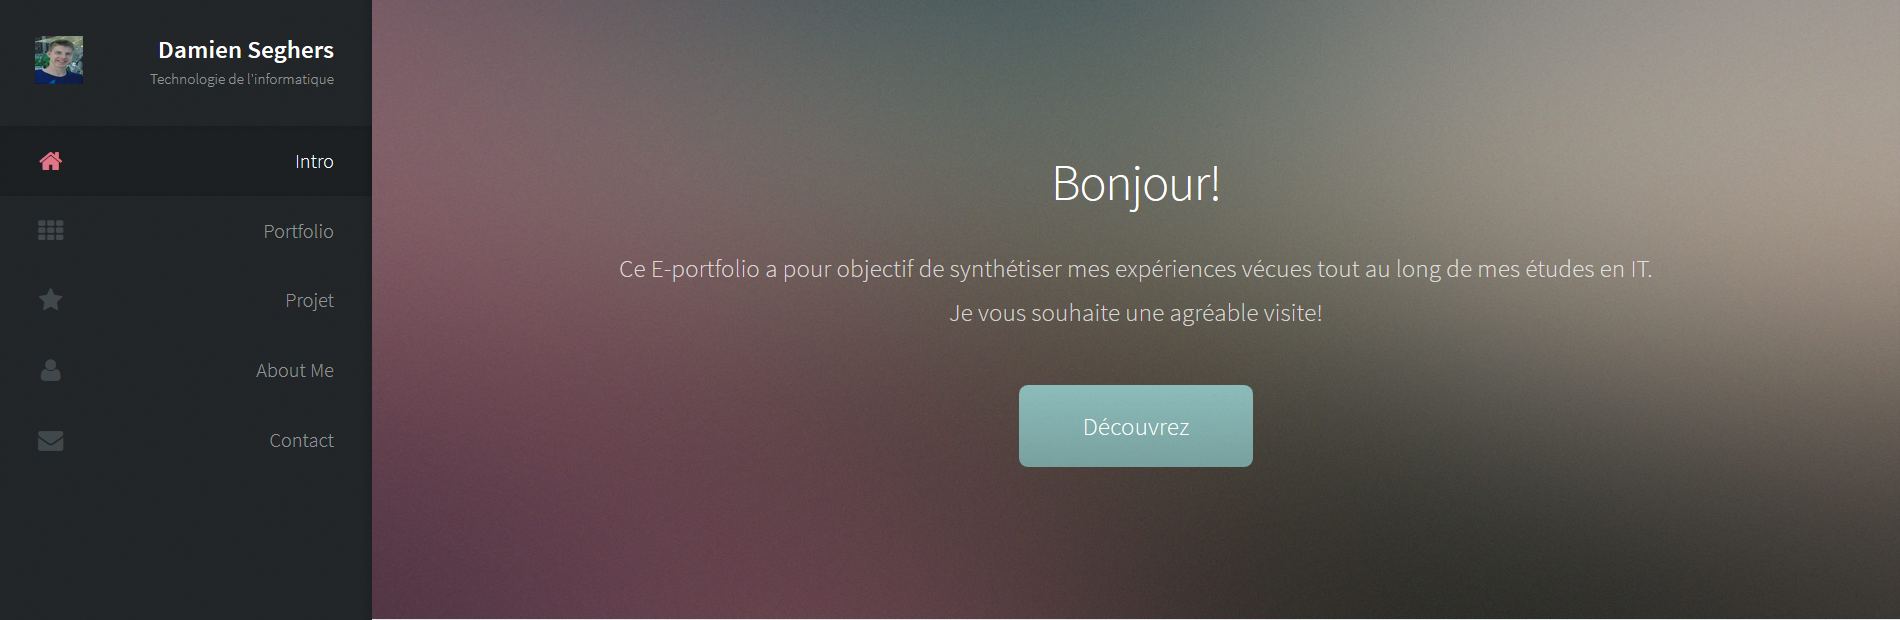 Damien Seghers
Technologie de l'informatique
Intro
Portfolio
Projet
About Me
Contact
Bonjour!
Ce E-portfolio a pour objectif de synthétiser mes expériences vécues tout au long de mes études en IT.
Je vous souhaite une agréable visite!
Découvrez